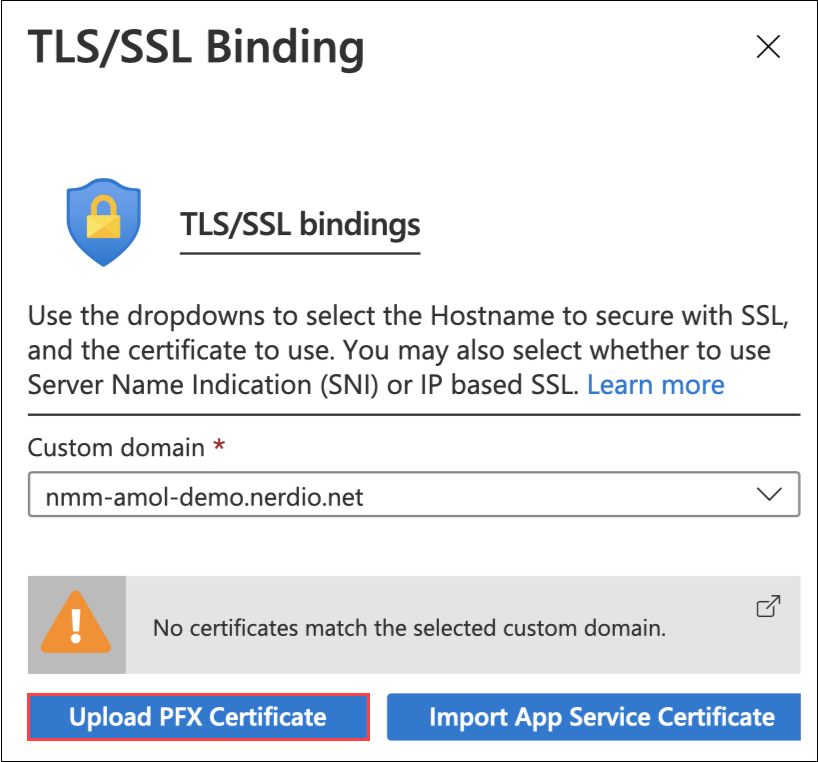 TLS/SSL Binding
TLS/SSL bindings
Use the dropdowns to select the Hostname to secure with SSL,
and the certificate to use. You may also select whether to use
Server Name Indication (SNI) or IP based SSL. Learn more
Custom domain *
nmm-amol-demo.nerdio.net
No certificates match the selected custom domain.
Upload PFX Certificate
Import App Service Certificate